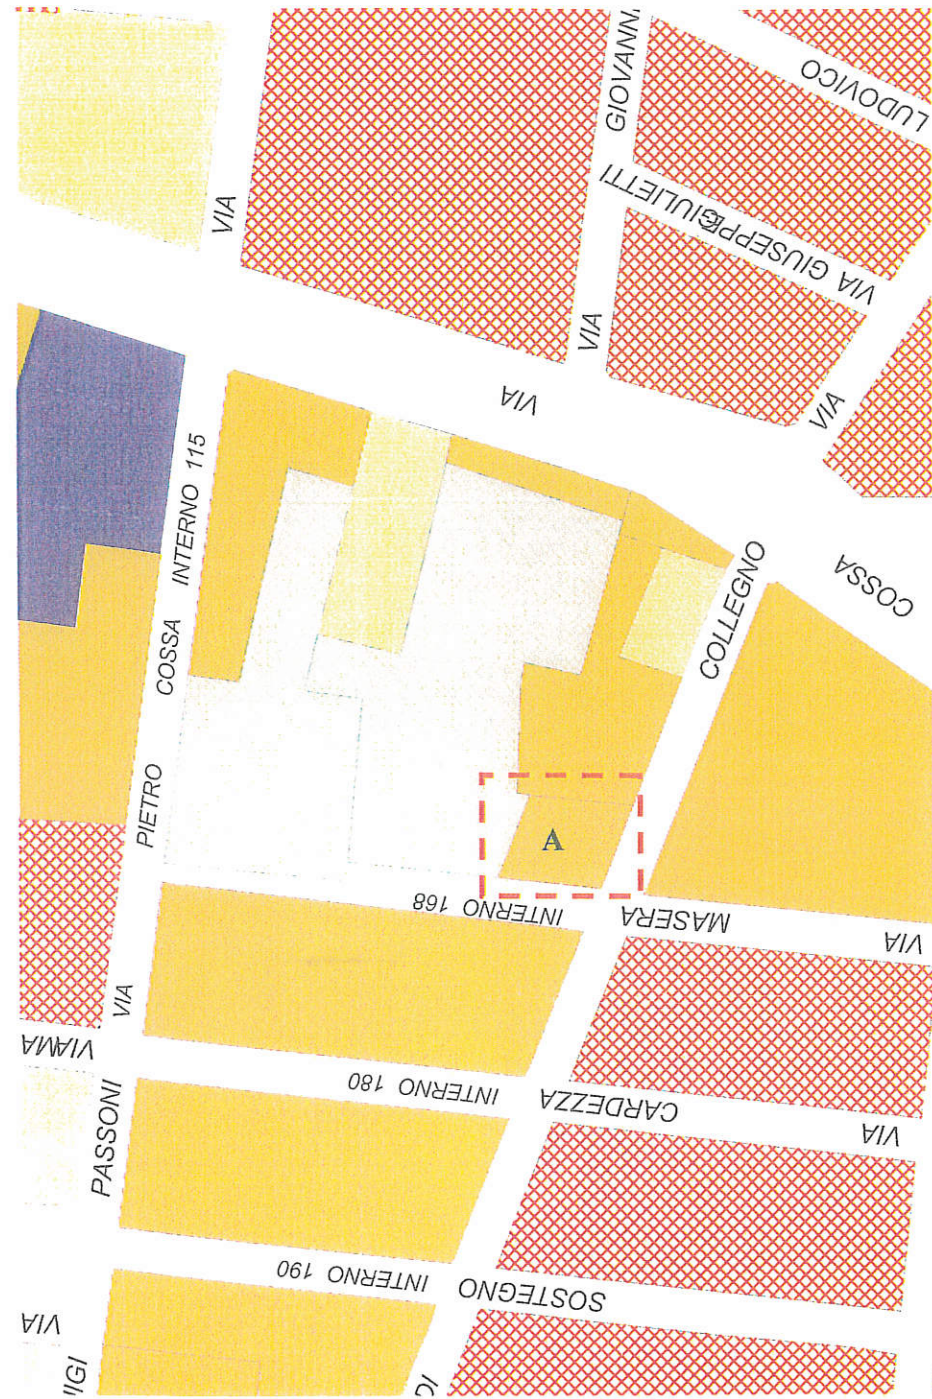 GIOVANNI
LUDOVICO
GIULIETTI
VIA GIUSEPPE
VIA
VIA
VIA
VIA
INTERNO 115
COSSA
COLLEGNO
COSSA
PIETRO
A
INTERNO 168
MASERA
VIA
VIA
VIA
INTERNO 180
CARDEZZA
VIA
PASSONI
INTERNO 190
SOSTEGNO
VIA